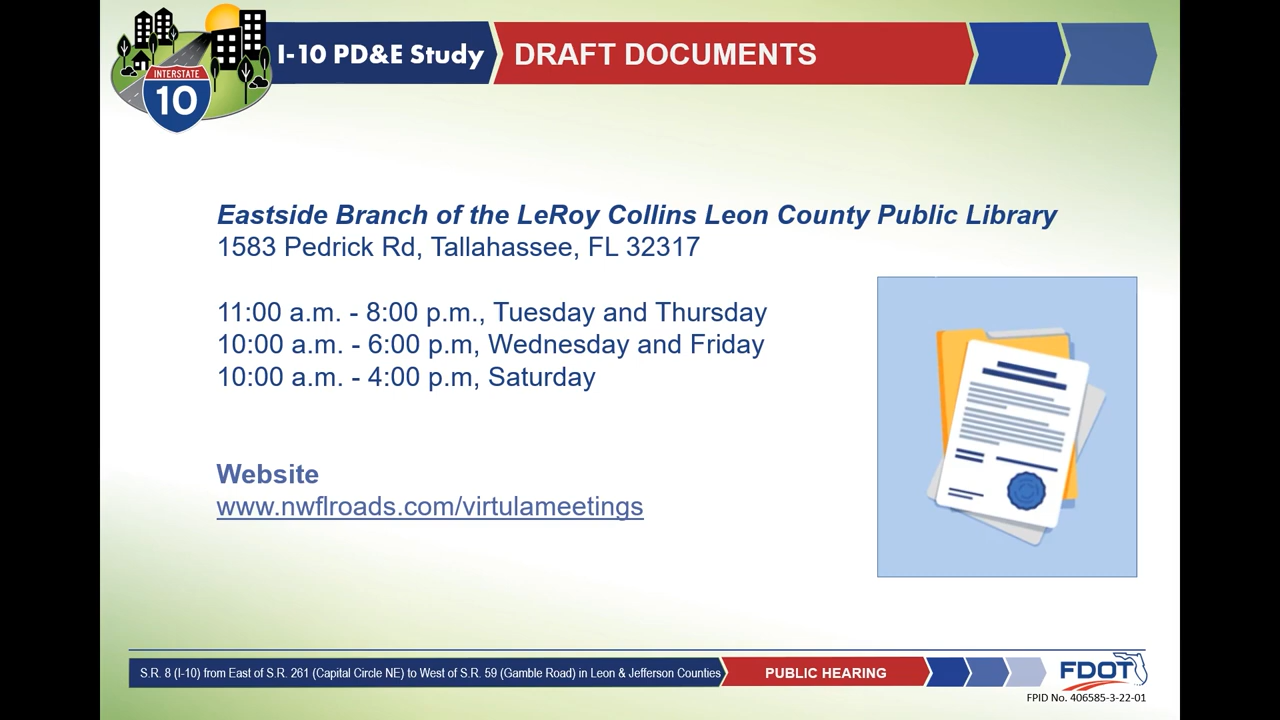 I-10 PD&E Study
DRAFT DOCUMENTS
INTERSTATE
10
Eastside Branch of the LeRoy Collins Leon County Public Library
1583 Pedrick Rd, Tallahassee, FL 32317
11:00 a.m. - 8:00 p.m., Tuesday and Thursday
10:00 a.m. - 6:00 p.m, Wednesday and Friday
10:00 a.m. - 4:00 p.m, Saturday
Website
www.nwflroads.com/virtulameetings
S.R. 8 (I-10) from East of S.R. 261 (Capital Circle NE) to West of S.R. 59 (Gamble Road) in Leon & Jefferson Counties
PUBLIC HEARING
FDOT
FPID No. 406585-3-22-01